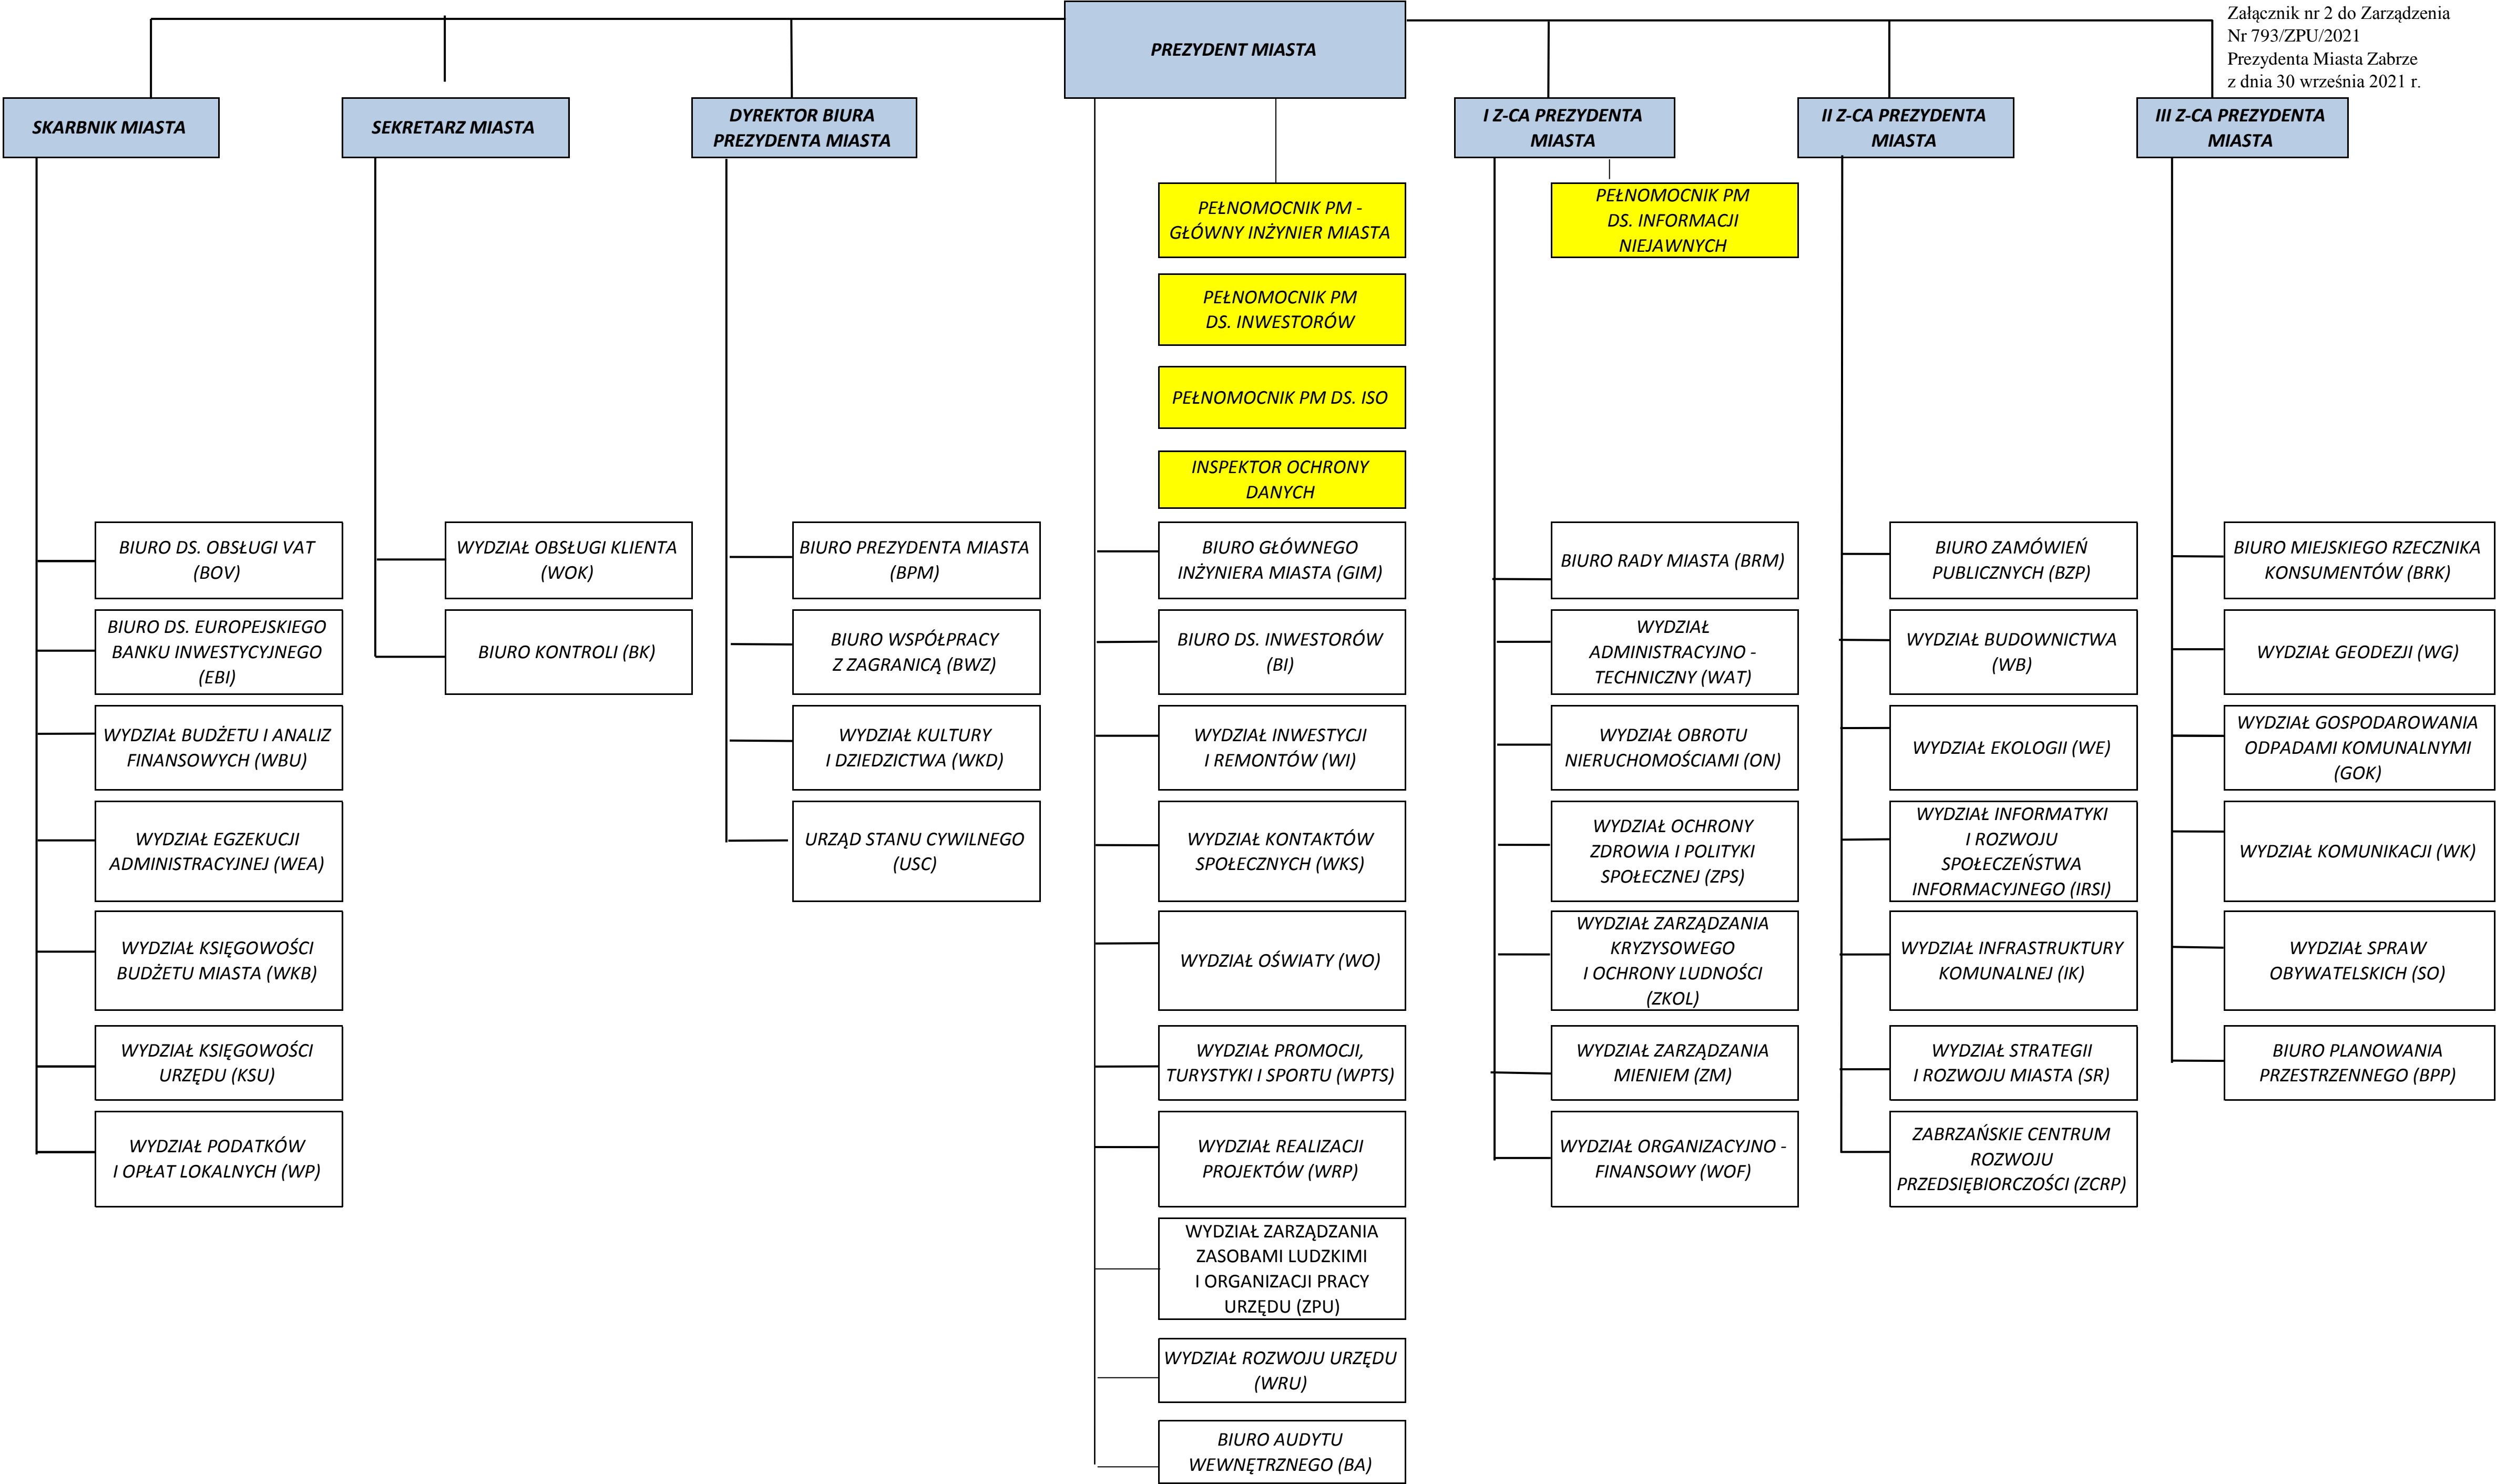 PREZYDENT MIASTA
Załącznik nr 2 do Zarządzenia
Nr 793/ZPU/2021
Prezydenta Miasta Zabrze
z dnia 30 września 2021 r.
SKARBNIK MIASTA
SEKRETARZ MIASTA
DYREKTOR BIURA
PREZYDENTA MIASTA
I Z-CA PREZYDENTA
MIASTA
II Z-CA PREZYDENTA
MIASTA
III Z-CA PREZYDENTA
MIASTA
PEŁNOMOCNIK PM -
GŁÓWNY INŻYNIER MIASTA
PEŁNOMOCNIK PM
DS. INFORMACJI
NIEJAWNYCH
PEŁNOMOCNIK PM
DS. INWESTORÓW
PEŁNOMOCNIK PM DS. ISO
INSPEKTOR OCHRONY
DANYCH
BIURO DS. OBSŁUGI VAT
(BOV)
BIURO DS. EUROPEJSKIEGO
BANKU INWESTYCYJNEGO
(EBI)
WYDZIAŁ BUDŻETU I ANALIZ
FINANSOWYCH (WBU)
WYDZIAŁ EGZEKUCJI
ADMINISTRACYJNEJ (WEA)
WYDZIAŁ KSIĘGOWOŚCI
BUDŻETU MIASTA (WKB)
WYDZIAŁ KSIĘGOWOŚCI
URZĘDU (KSU)
WYDZIAŁ PODATKÓW
I OPŁAT LOKALNYCH (WP)
WYDZIAŁ OBSŁUGI KLIENTA
(WOK)
BIURO KONTROLI (BK)
BIURO PREZYDENTA MIASTA
(BPM)
BIURO WSPÓŁPRACY
Z ZAGRANICĄ (BWZ)
WYDZIAŁ KULTURY
I DZIEDZICTWA (WKD)
URZĄD STANU CYWILNEGO
(USC)
BIURO GŁÓWNEGO
INŻYNIERA MIASTA (GIM)
BIURO DS. INWESTORÓW
(BI)
WYDZIAŁ INWESTYCJI
I REMONTÓW (WI)
WYDZIAŁ KONTAKTÓW
SPOŁECZNYCH (WKS)
WYDZIAŁ OŚWIATY (WO)
WYDZIAŁ PROMOCJI,
TURYSTYKI I SPORTU (WPTS)
WYDZIAŁ REALIZACJI
PROJEKTÓW (WRP)
WYDZIAŁ ZARZĄDZANIA
ZASOBAMI LUDZKIMI
I ORGANIZACJI PRACY
URZĘDU (ZPU)
WYDZIAŁ ROZWOJU URZĘDU
(WRU)
BIURO AUDYTU
WEWNĘTRZNEGO (BA)
BIURO RADY MIASTA (BRM)
WYDZIAŁ
ADMINISTRACYJNO -
TECHNICZNY (WAT)
WYDZIAŁ OBROTU
NIERUCHOMOŚCIAMI (ON)
WYDZIAŁ OCHRONY
ZDROWIA I POLITYKI
SPOŁECZNEJ (ZPS)
WYDZIAŁ ZARZĄDZANIA
KRYZYSOWEGO
I OCHRONY LUDNOŚCI
(ZKOL)
WYDZIAŁ ZARZĄDZANIA
MIENIEM (ZM)
WYDZIAŁ ORGANIZACYJNO -
FINANSOWY (WOF)
BIURO ZAMÓWIEŃ
PUBLICZNYCH (BZP)
WYDZIAŁ BUDOWNICTWA
(WB)
WYDZIAŁ EKOLOGII (WE)
WYDZIAŁ INFORMATYKI
I ROZWOJU
SPOŁECZEŃSTWA
INFORMACYJNEGO (IRSI)
WYDZIAŁ INFRASTRUKTURY
KOMUNALNEJ (IK)
WYDZIAŁ STRATEGII
I ROZWOJU MIASTA (SR)
ZABRZAŃSKIE CENTRUM
ROZWOJU
PRZEDSIĘBIORCZOŚCI (ZCRP)
BIURO MIEJSKIEGO RZECZNIKA
KONSUMENTÓW (BRK)
WYDZIAŁ GEODEZJI (WG)
WYDZIAŁ GOSPODAROWANIA
ODPADAMI KOMUNALNYMI
(GOK)
WYDZIAŁ KOMUNIKACJI (WK)
WYDZIAŁ SPRAW
OBYWATELSKICH (SO)
BIURO PLANOWANIA
PRZESTRZENNEGO (BPP)